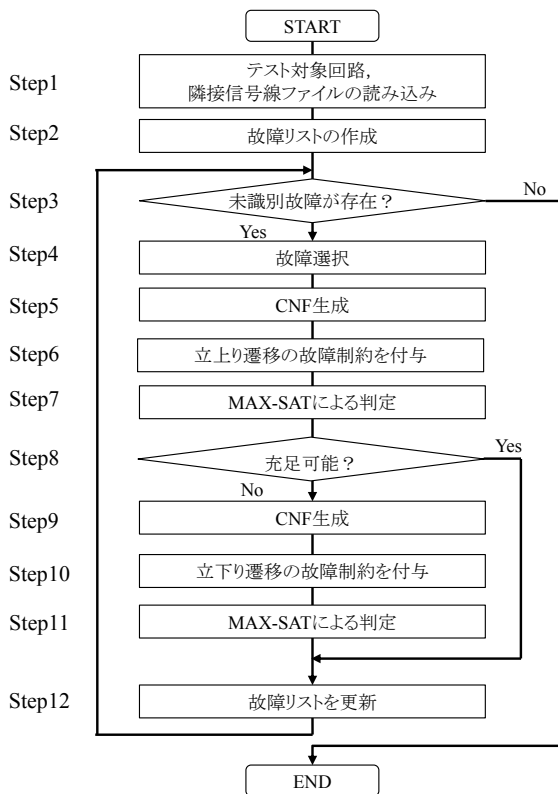 START
Step1
テスト対象回路,
隣接信号線ファイルの読み込み
Step2
故障リストの作成
Step3
未識別故障が存在？
No
Yes
Step4
故障選択
Step5
CNF生成
Step6
立上り遷移の故障制約を付与
Step7
MAX-SATによる判定
Step8
充足可能？
Yes
No
Step9
CNF生成
Step10
立下り遷移の故障制約を付与
Step11
MAX-SATによる判定
Step12
故障リストを更新
END